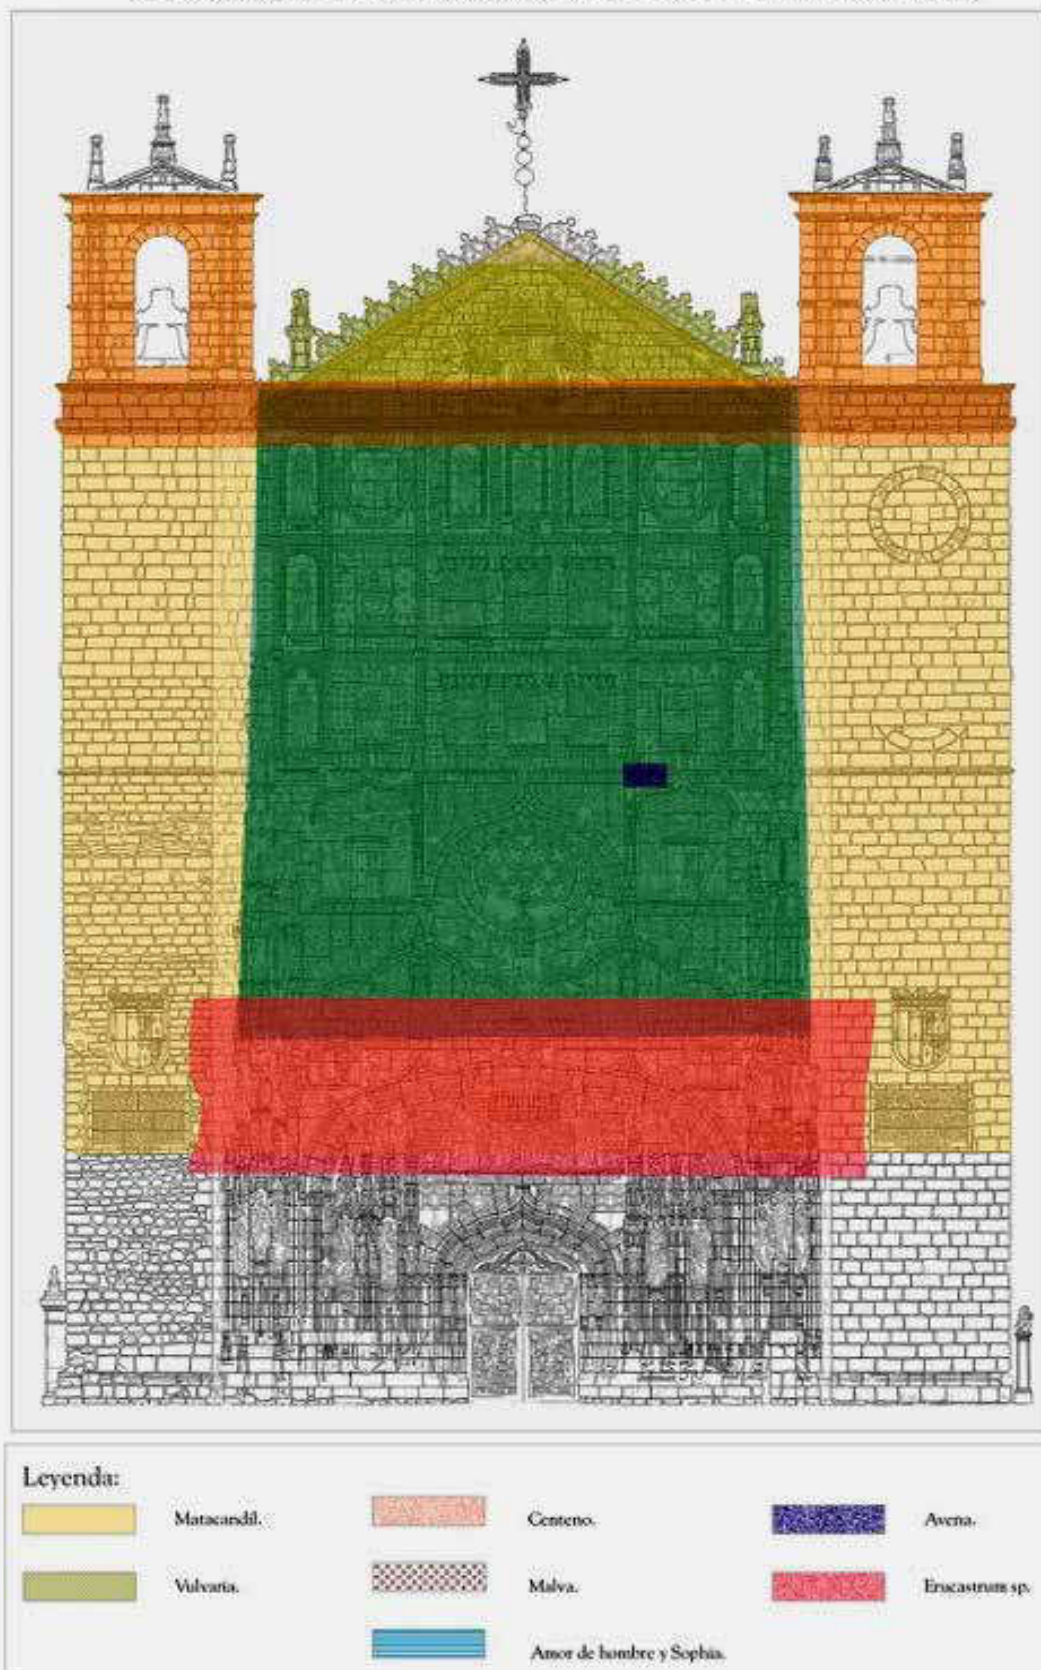 Leyenda:
Matacandil.
Centeno.
Avena.
Vulvaria.
Malva.
Erucastrum sp.
Amor de hombre y Sophia.